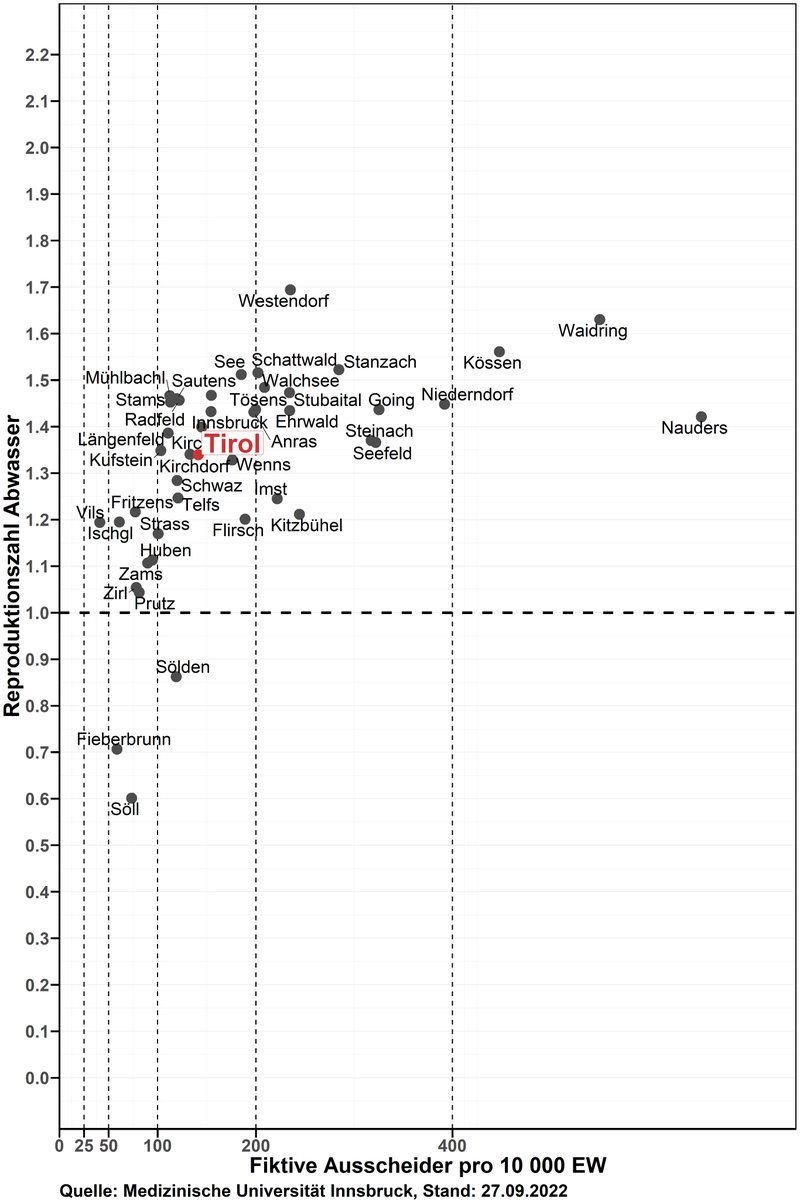 2.2
2.1
2.0
1.9
1.8
1.7
Westendorf
Waidring
1.6
Kössen
See Schattwald Stanzach
1.5
Mühlbachl Sautens Walchsee
Stams Tösens Stubaital Going Niederndorf
Radfeld Innsbruck Ehrwald Nauders
1.4
Längenfeld Kirc Tirol Anras Steinach
Kufstein Kirchdorf Wenns Seefeld
1.3
Schwaz Imst
Fritzens Telfs
Vils Strass
1.2
Ischgl Flirsch Kitzbühel
Huben
1.1
Zams
Zirl
Prutz
1.0
0.9
Sölden
0.8
Fieberbrunn
0.7
0.6
Söll
0.5
0.4
0.3
0.2
0.1
0.0
Reproduktionszahl Abwasser
0 25 50 100 200 400
Fiktive Ausscheider pro 10 000 EW
Quelle: Medizinische Universität Innsbruck, Stand: 27.09.2022